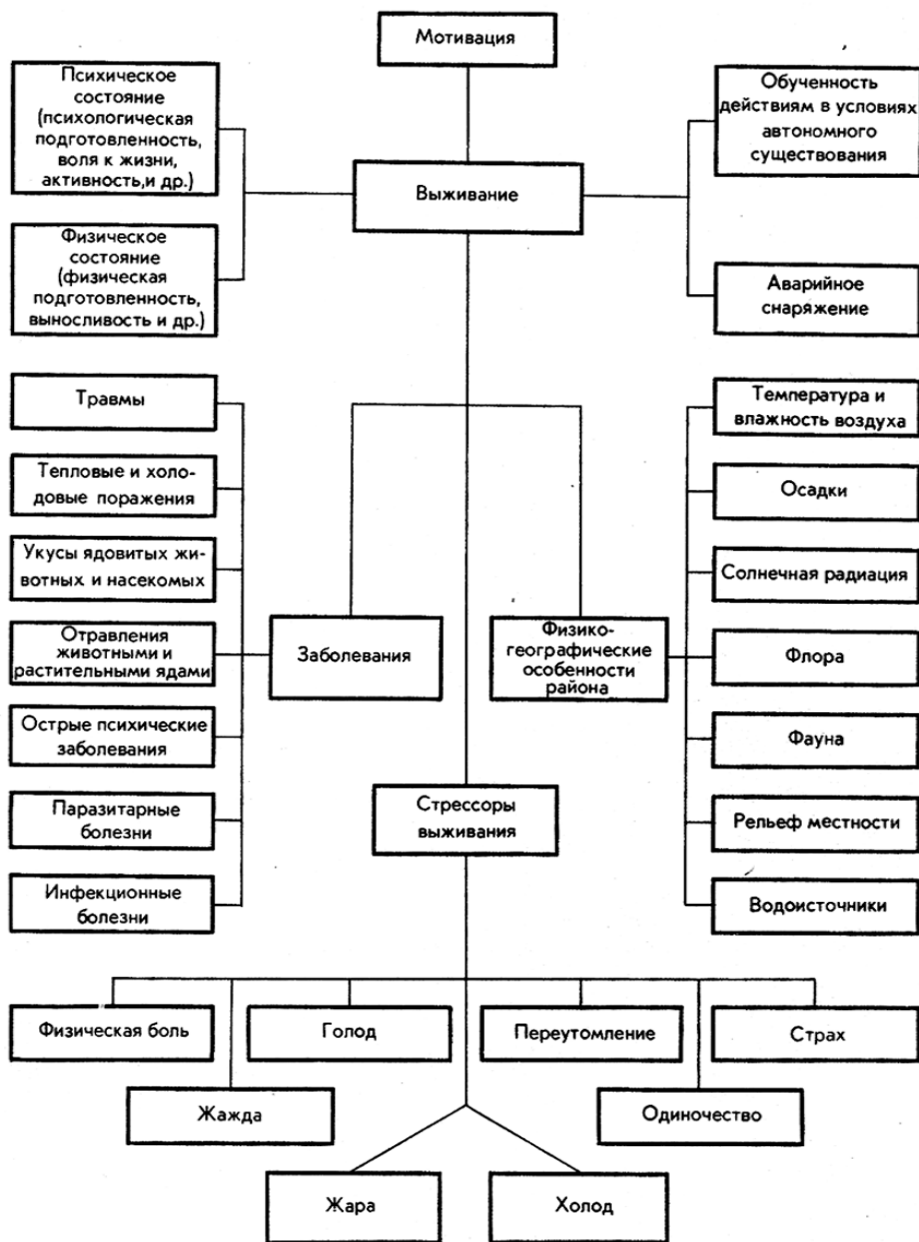 Мотивация
Психическое
состояние
(психологическая
подготовленность,
воля к жизни,
активность,и др.)
Обученность
действиям в условиях
автономного
существования
Выживание
Физическое
состояние
(физическая
подготовленность,
выносливость и др.)
Аварийное
снаряжение
Травмы
Тепловые и холо-
довые поражения
Укусы ядовитых жи-
вотных и насекомых
Отравления
животными и
растительными ядами
Острые психические
заболевания
Паразитарные
болезни
Инфекционные
болезни
Заболевания
Физико-
географические
особенности
района
Температура и
влажность воздуха
Осадки
Солнечная радиация
Флора
Фауна
Рельеф местности
Водоисточники
Стрессоры
выживания
Физическая боль
Голод
Переутомление
Страх
Жажда
Одиночество
Жара
Холод